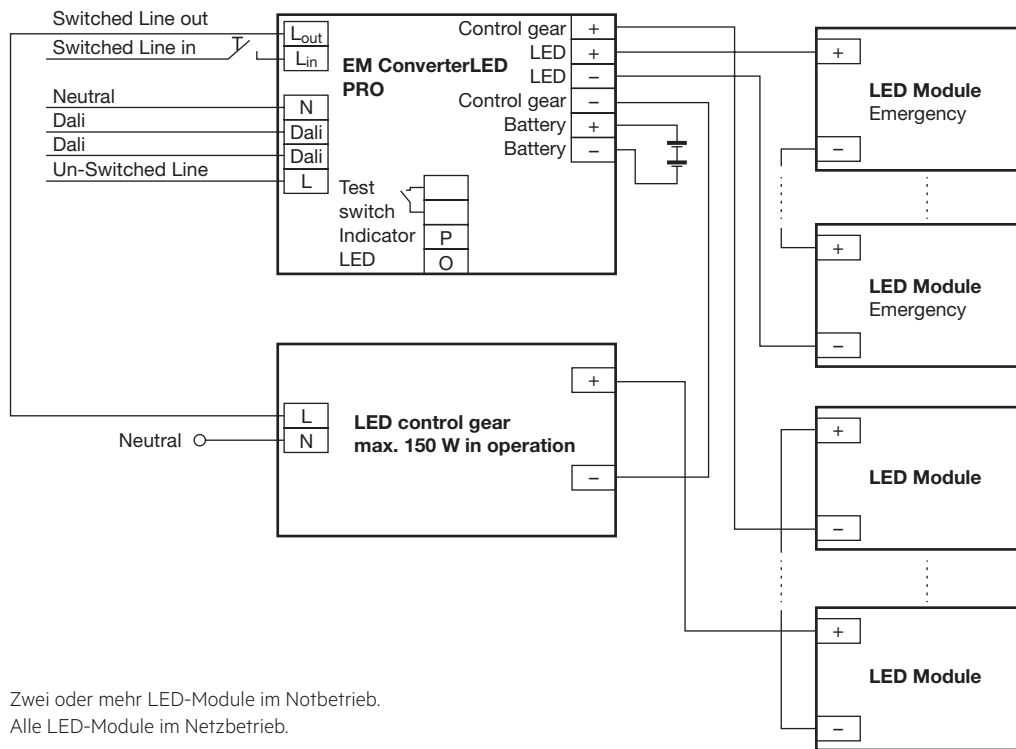 Switched Line out
Switched Line in
Neutral
Dali
Dali
Un-Switched Line
Lout
Lin
N
Dali
Dali
L
EM ConverterLED
PRO
Test
switch
Indicator
LED
P
O
Control gear +
LED +
LED –
Control gear –
Battery +
Battery –
+
LED Module
Emergency
–
+
LED Module
Emergency
–
Neutral
L
N
LED control gear
max. 150 W in operation
+
–
+
LED Module
–
+
LED Module
–
Zwei oder mehr LED-Module im Notbetrieb.
Alle LED-Module im Netzbetrieb.